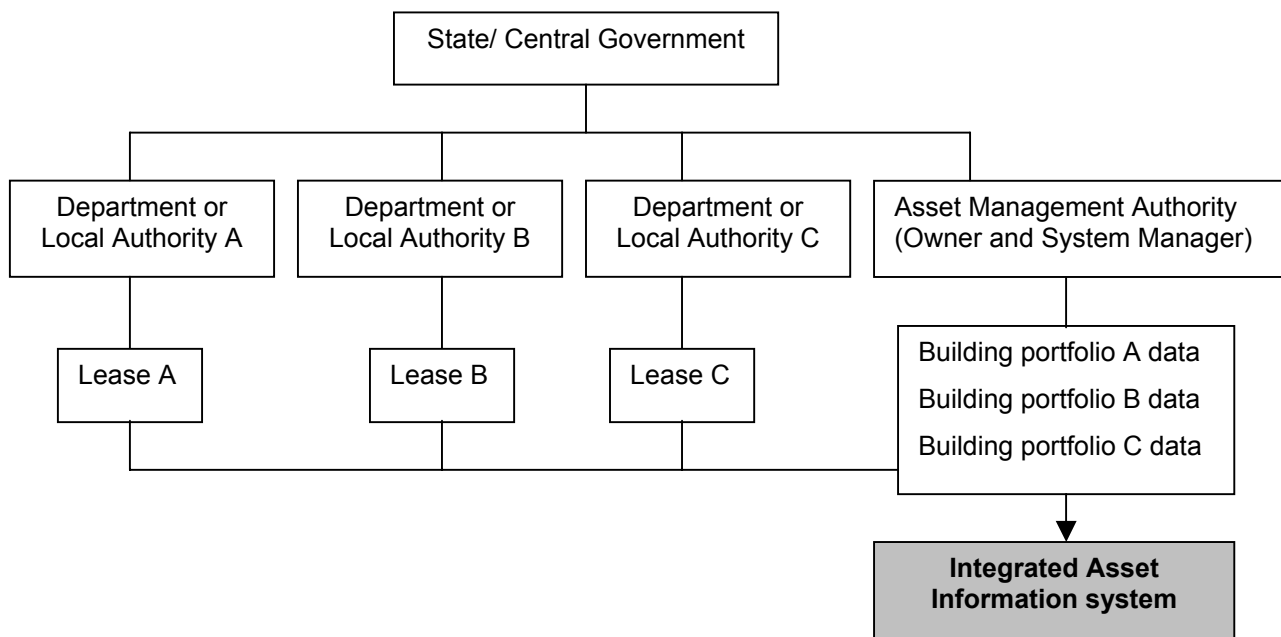 State/ Central Government
Department or
Local Authority A
Department or
Local Authority B
Department or
Local Authority C
Asset Management Authority
(Owner and System Manager)
Lease A
Lease B
Lease C
Building portfolio A data
Building portfolio B data
Building portfolio C data
Integrated Asset
Information system